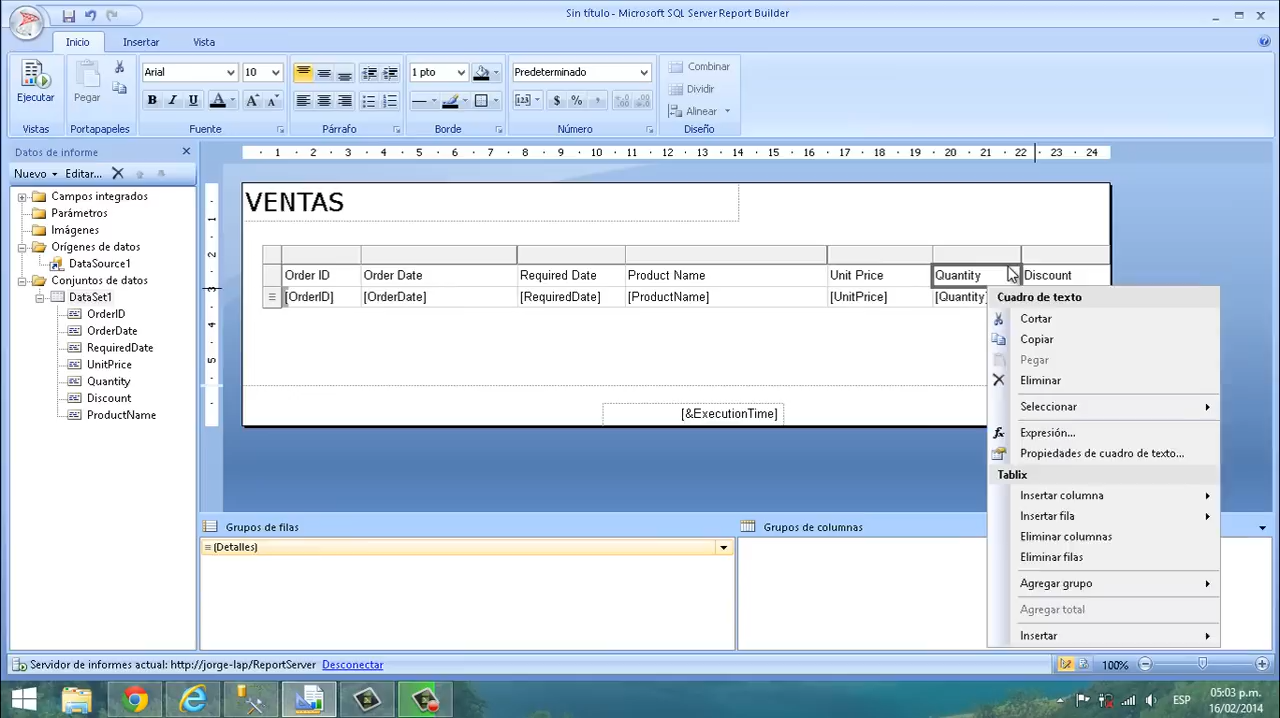 Sin título - Microsoft SQL Server Report Builder
Inicio Insertar Vista
Ejecutar
Pegar
Arial 10
1 pto
Predeterminado
Combinar
Dividir
Alinear
Vistas Portapapeles Fuente Párrafo Borde Número Diseño
Datos de informe
Nuevo Editar...
Campos integrados
Parámetros
Imágenes
Orígenes de datos
DataSource1
Conjuntos de datos
DataSet1
OrderID
OrderDate
RequiredDate
UnitPrice
Quantity
Discount
ProductName
1 2 3 4 5 6 7 8 9 10 11 12 13 14 15 16 17 18 19 20 21 22 23 24
1
2
3
4
5
VENTAS
Order ID Order Date Required Date Product Name Unit Price Quantity Discount
[OrderID] [OrderDate] [RequiredDate] [ProductName] [UnitPrice] [Quantity]
[&ExecutionTime]
Cuadro de texto
Cortar
Copiar
Pegar
Eliminar
Seleccionar
fx Expresión...
Propiedades de cuadro de texto...
Tablix
Insertar columna
Insertar fila
Eliminar columnas
Eliminar filas
Agregar grupo
Agregar total
Insertar
Grupos de filas Grupos de columnas
(Detalles)
Servidor de informes actual: http://jorge-lap/ReportServer Desconectar
100%
ESP
05:03 p.m.
16/02/2014